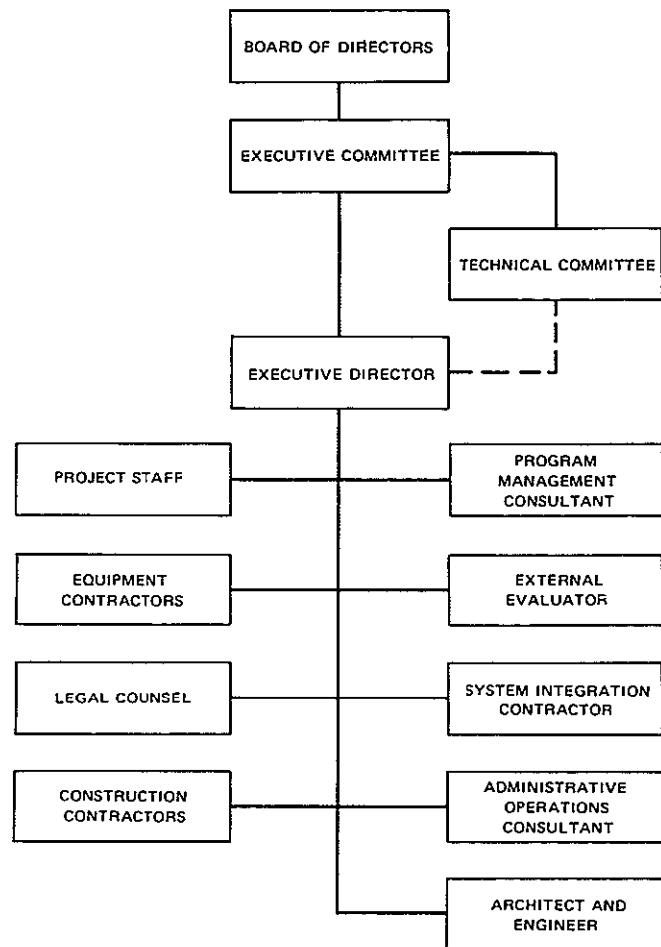 BOARD OF DIRECTORS
EXECUTIVE COMMITTEE
TECHNICAL COMMITTEE
EXECUTIVE DIRECTOR
PROJECT STAFF
PROGRAM
MANAGEMENT
CONSULTANT
EQUIPMENT
CONTRACTORS
EXTERNAL
EVALUATOR
LEGAL COUNSEL
SYSTEM INTEGRATION
CONTRACTOR
CONSTRUCTION
CONTRACTORS
ADMINISTRATIVE
OPERATIONS
CONSULTANT
ARCHITECT AND
ENGINEER